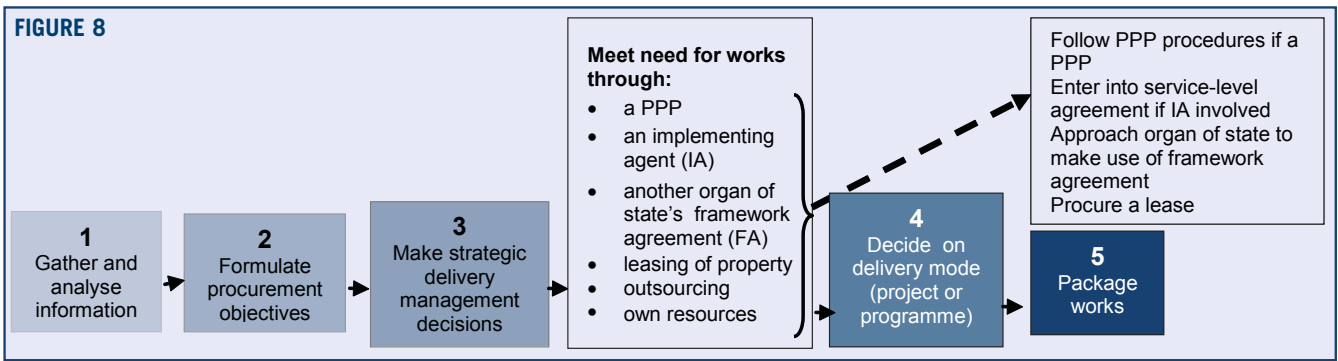 FIGURE 8
1
Gather and
analyse
information
2
Formulate
procurement
objectives
3
Make strategic
delivery
management
decisions
Meet need for works
through:
• a PPP
• an implementing
agent (IA)
• another organ of
state’s framework
agreement (FA)
• leasing of property
• outsourcing
• own resources
4
Decide on
delivery mode
(project or
programme)
Follow PPP procedures if a
PPP
Enter into service-level
agreement if IA involved
Approach organ of state to
make use of framework
agreement
Procure a lease
5
Package
works